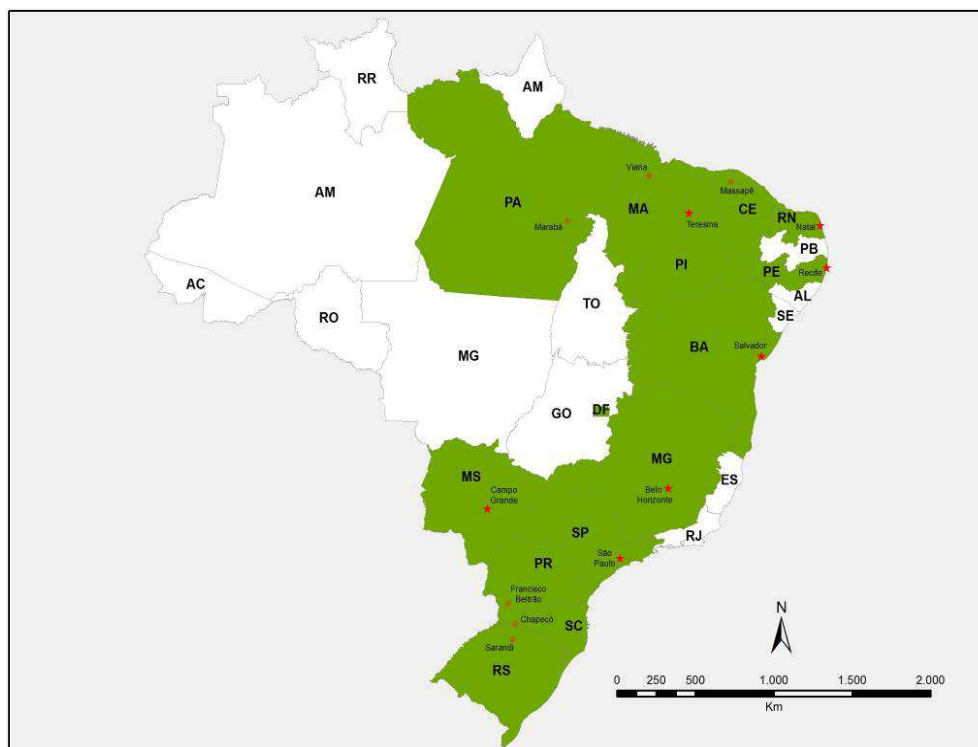 RR
AM
AM
Viana
Massapê
PA
MA
CE
Teresina
RN
Natal
Marabá
PB
PI
PE
Recife
AC
AL
TO
SE
RO
BA
Salvador
MG
GO
DF
MG
MS
ES
Campo
Grande
Belo
Horizonte
SP
RJ
São
Paulo
PR
Francisco
Beltrão
Chapecó
SC
Sarandi
RS
N
0 250 500 1.000 1.500 2.000
Km